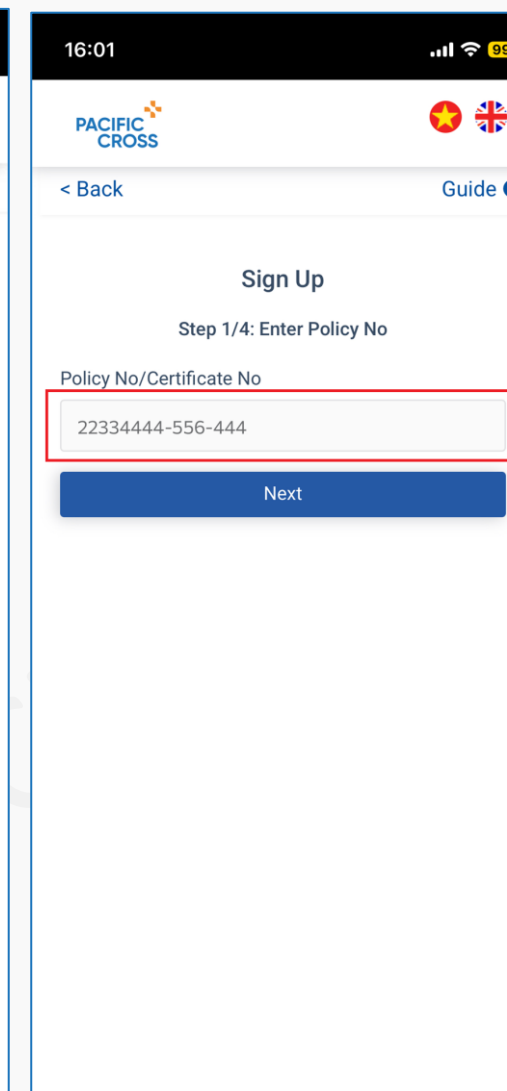 16:01
99
PACIFIC
CROSS
< Back
Guide
Sign Up
Step 1/4: Enter Policy No
Policy No/Certificate No
22334444-556-444
Next